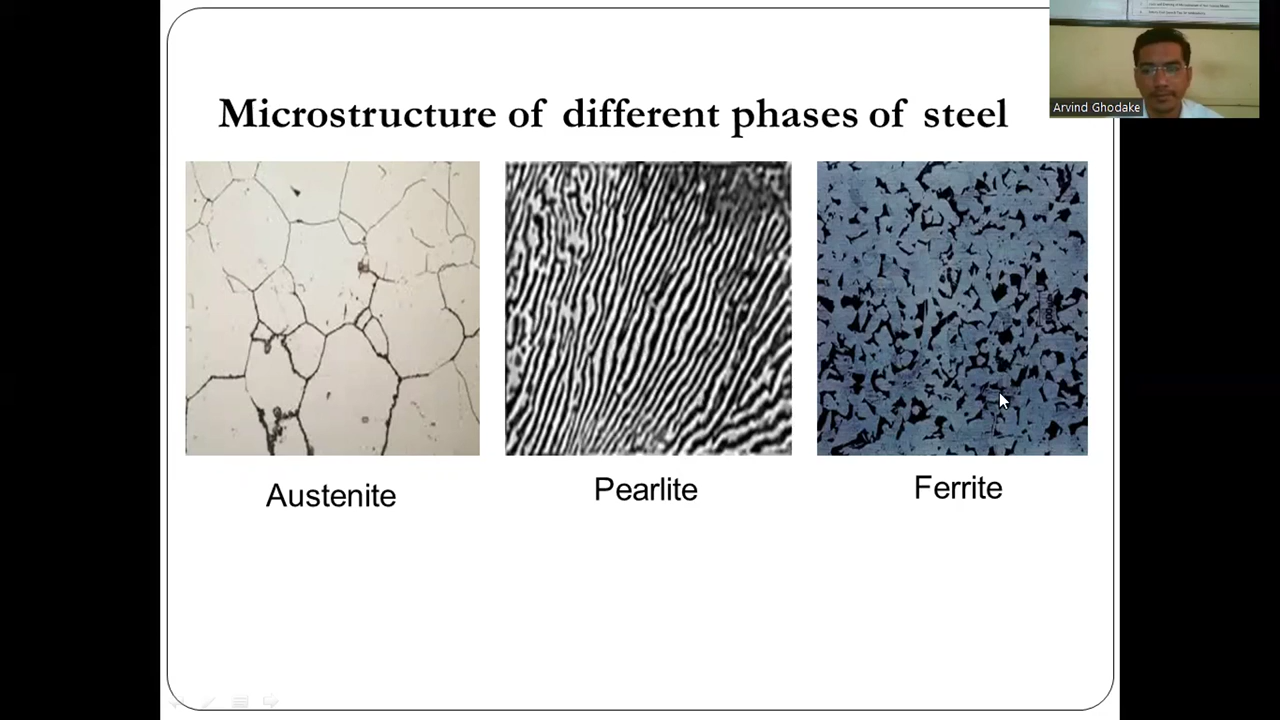 Microstructure of different phases of steel
Arvind Ghodake
Austenite
Pearlite
Ferrite